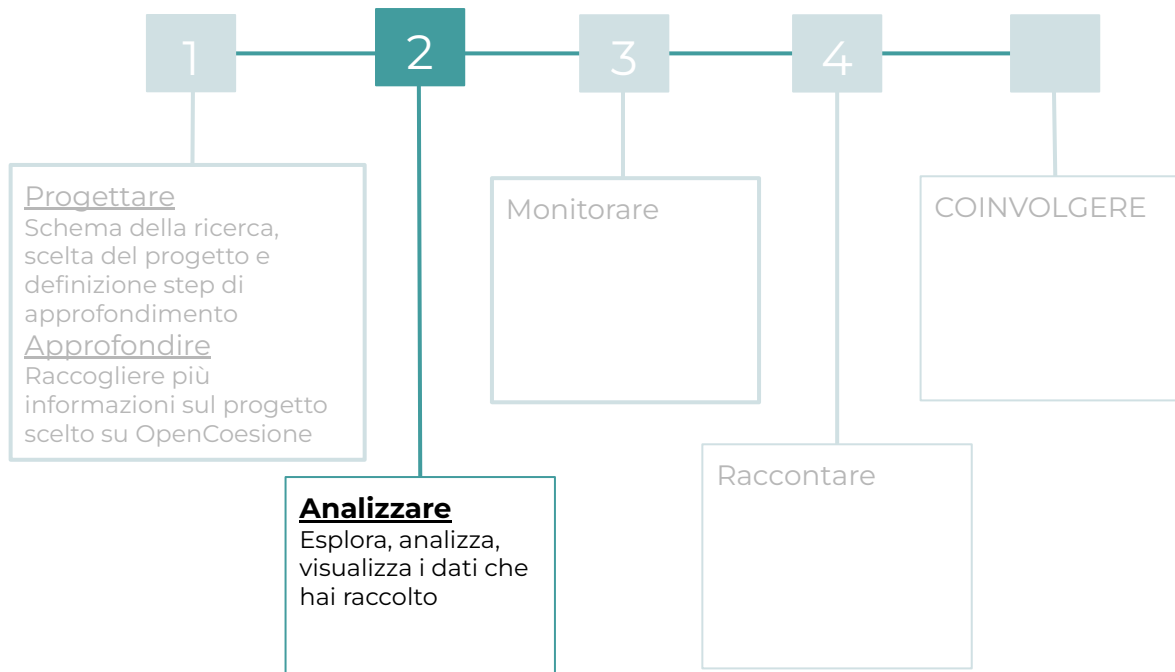 1
2
3
4
Progettare
Schema della ricerca,
scelta del progetto e
definizione step di
approfondimento
Approfondire
Raccogliere più
informazioni sul progetto
scelto su OpenCoesione
Analizzare
Esplora, analizza,
visualizza i dati che
hai raccolto
Monitorare
Raccontare
COINVOLGERE